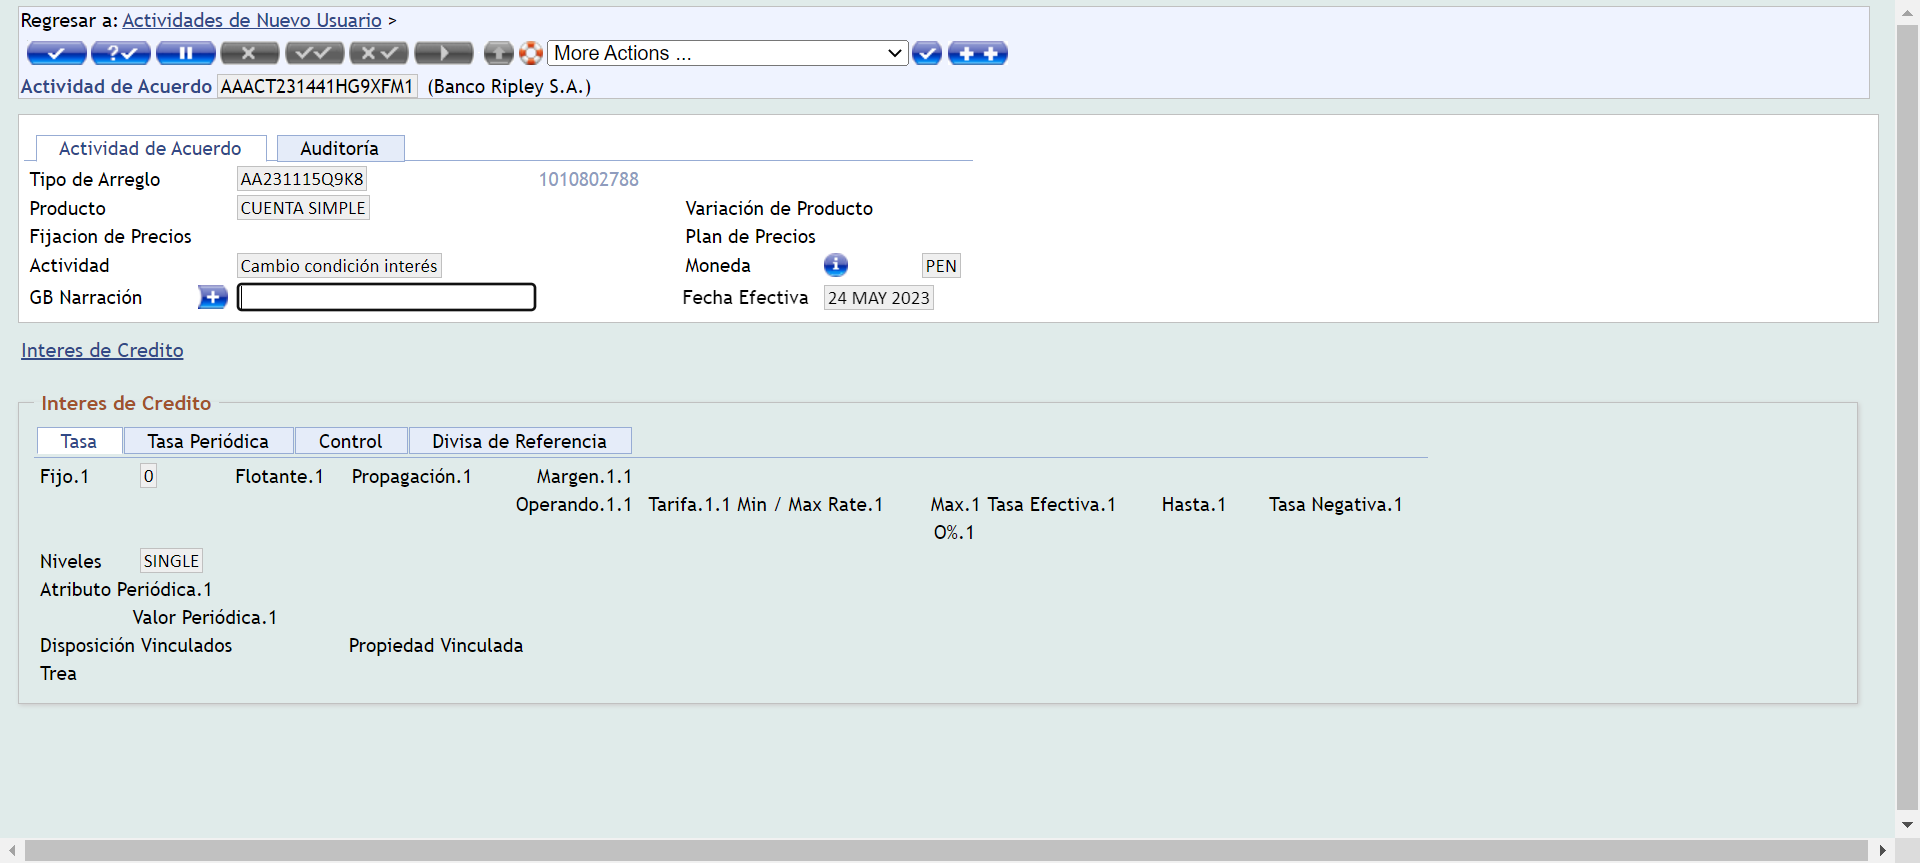 Regresar a: Actividades de Nuevo Usuario >
More Actions ...
Actividad de Acuerdo AAACT231441HG9XFM1 (Banco Ripley S.A.)
Actividad de Acuerdo Auditoría
Tipo de Arreglo AA231115Q9K8 1010802788
Producto CUENTA SIMPLE Variación de Producto
Fijacion de Precios Plan de Precios
Actividad Cambio condición interés Moneda PEN
GB Narración Fecha Efectiva 24 MAY 2023
Interes de Credito
Interes de Credito
Tasa Tasa Periódica Control Divisa de Referencia
Fijo.1 0 Flotante.1 Propagación.1 Margen.1.1
Operando.1.1 Tarifa.1.1 Min / Max Rate.1 Max.1 Tasa Efectiva.1 Hasta.1 Tasa Negativa.1
O%.1
Niveles SINGLE
Atributo Periódica.1
Valor Periódica.1
Disposición Vinculados Propiedad Vinculada
Trea